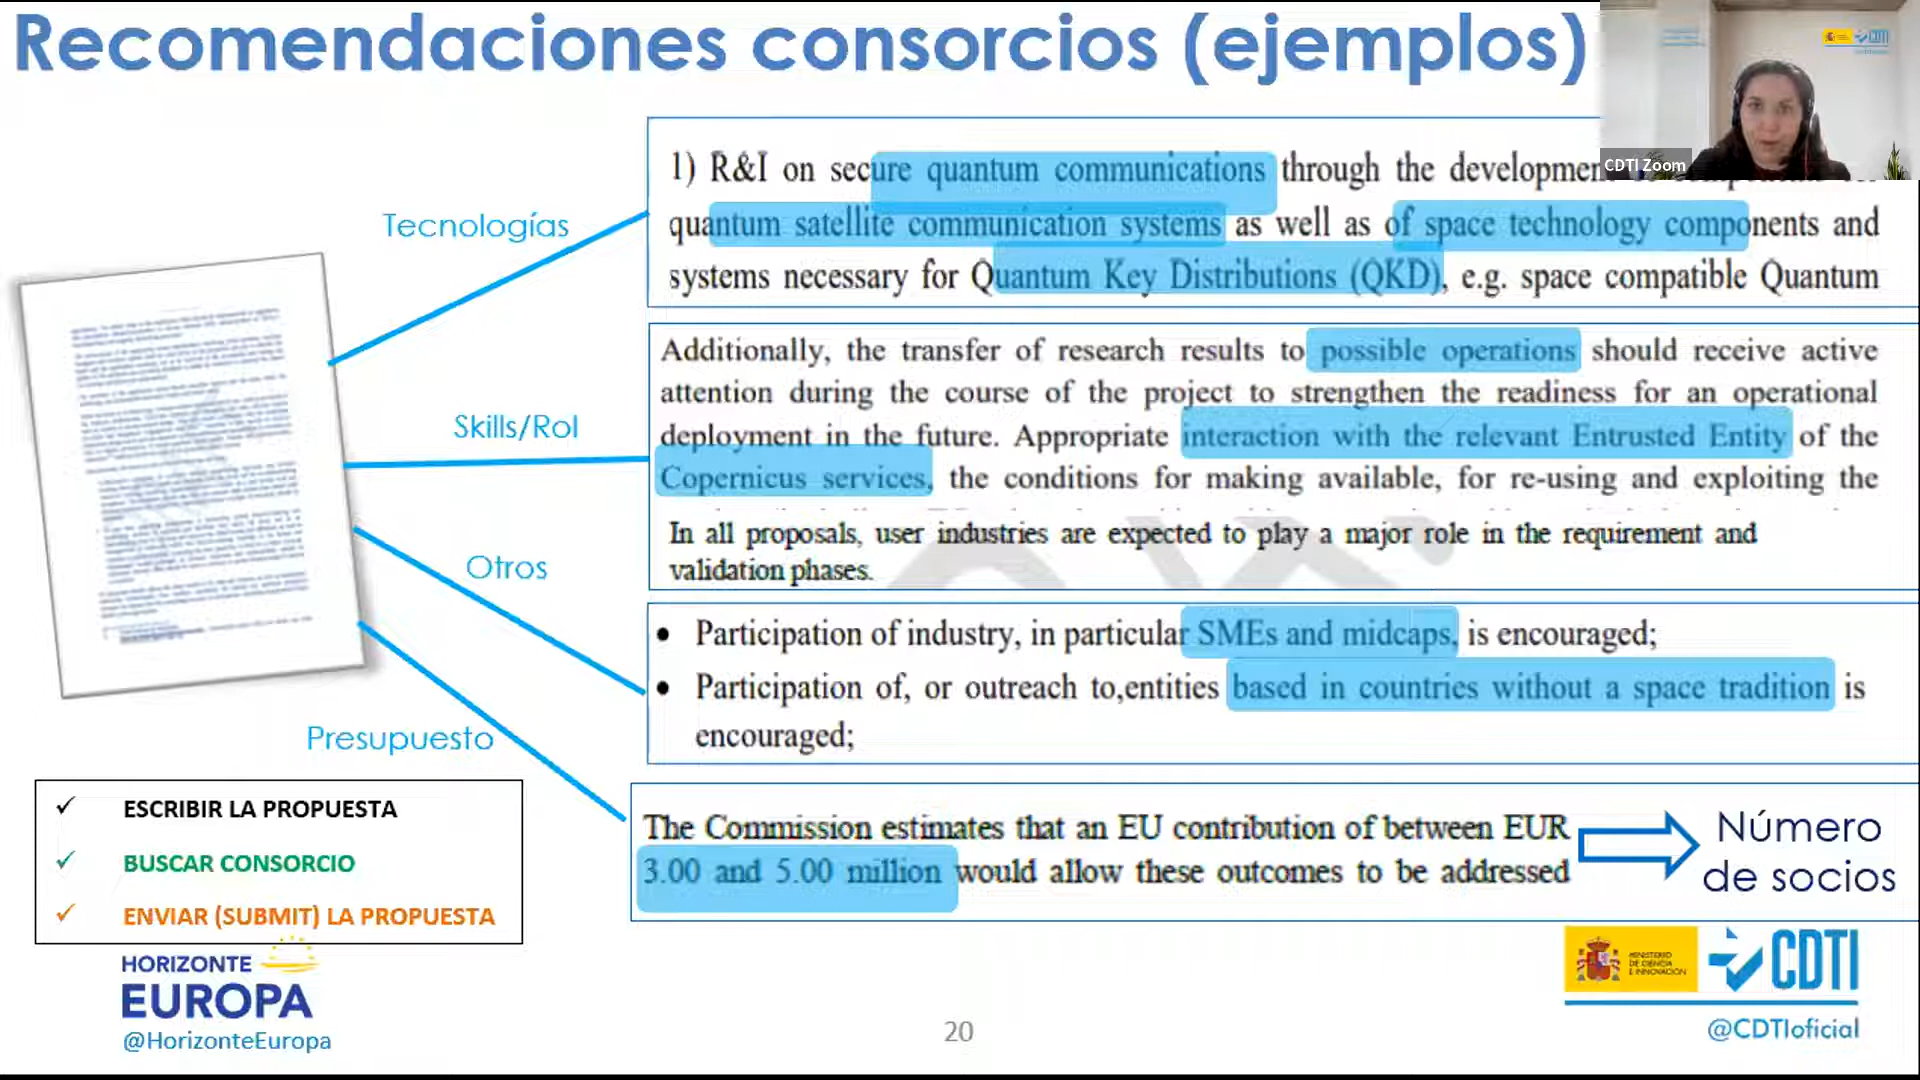 Recomendaciones consorcios (ejemplos)
CDTI Zoom
Tecnologías
1) R&I on secure quantum communications through the development
quantum satellite communication systems as well as of space technology components and
systems necessary for Quantum Key Distributions (QKD), e.g. space compatible Quantum
Skills/Rol
Additionally, the transfer of research results to possible operations should receive active
attention during the course of the project to strengthen the readiness for an operational
deployment in the future. Appropriate interaction with the relevant Entrusted Entity of the
Copernicus services, the conditions for making available, for re-using and exploiting the
In all proposals, user industries are expected to play a major role in the requirement and
validation phases.
Otros
• Participation of industry, in particular SMEs and midcaps, is encouraged;
• Participation of, or outreach to,entities based in countries without a space tradition is
encouraged;
Presupuesto
The Commission estimates that an EU contribution of between EUR
3.00 and 5.00 million would allow these outcomes to be addressed
Número
de socios
✓ ESCRIBIR LA PROPUESTA
✓ BUSCAR CONSORCIO
✓ ENVIAR (SUBMIT) LA PROPUESTA
HORIZONTE
EUROPA
@HorizonteEuropa
20
MINISTERIO
DE CIENCIA
E INNOVACIÓN
CDTI
@CDTIoficial